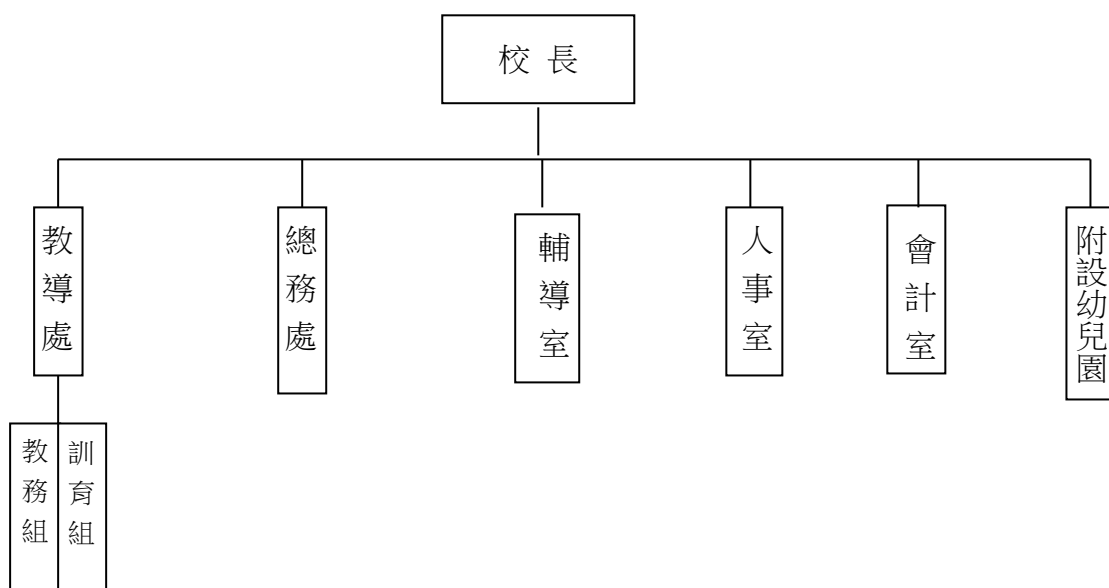 校 長
教導處
總務處
輔導室
人事室
會計室
附設幼兒園
教務組
訓育組